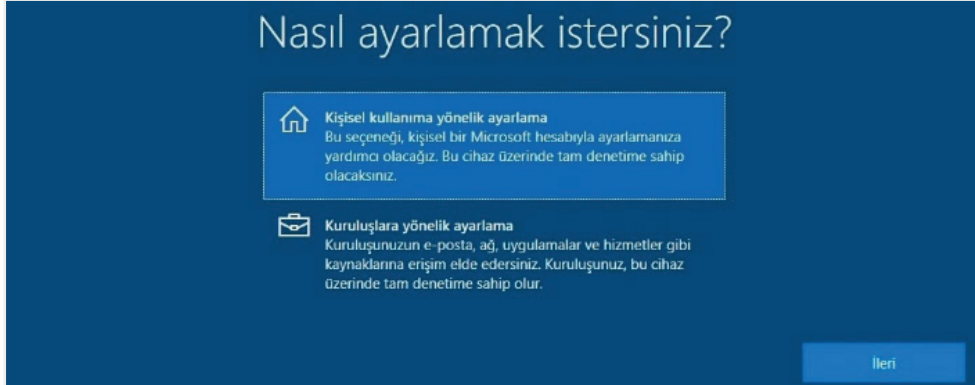 Nasıl ayarlamak istersiniz?
Kişisel kullanıma yönelik ayarlama
Bu seçeneği, kişisel bir Microsoft hesabıyla ayarlamanıza
yardımcı olacağız. Bu cihaz üzerinde tam denetime sahip
olacaksınız.
Kuruluşlara yönelik ayarlama
Kuruluşunuzun e-posta, ağ, uygulamalar ve hizmetler gibi
kaynaklarına erişim elde edersiniz. Kuruluşunuz, bu cihaz
üzerinde tam denetime sahip olur.
İleri